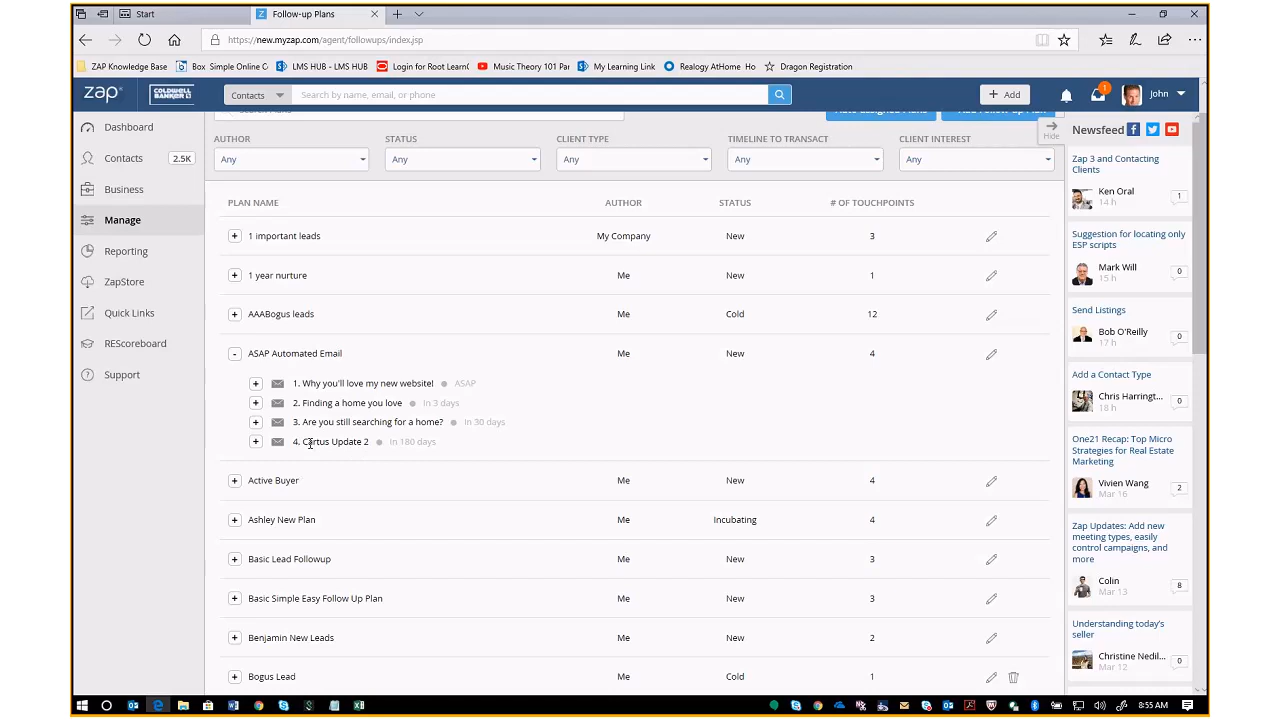 Start
Follow-up Plans
https://new.myzap.com/agent/followups/index.jsp
ZAP Knowledge Base
Box Simple Online C
LMS HUB - LMS HUB
Login for Root Learn
Music Theory 101 Par
My Learning Link
Realogy AtHome Ho
Dragon Registration
zap
COLDWELL BANKER
Contacts
Search by name, email, or phone
+ Add
1
John
Dashboard
Contacts 2.5K
Business
Manage
Reporting
ZapStore
Quick Links
REScoreboard
Support
AUTHOR STATUS CLIENT TYPE TIMELINE TO TRANSACT CLIENT INTEREST
Any Any Any Any Any
PLAN NAME AUTHOR STATUS # OF TOUCHPOINTS
+ 1 important leads My Company New 3
+ 1 year nurture Me New 1
+ AAABogus leads Me Cold 12
- ASAP Automated Email Me New 4
+ 1. Why you'll love my new website! ASAP
+ 2. Finding a home you love In 3 days
+ 3. Are you still searching for a home? In 30 days
+ 4. Cartus Update 2 In 180 days
+ Active Buyer Me New 4
+ Ashley New Plan Me Incubating 4
+ Basic Lead Followup Me New 3
+ Basic Simple Easy Follow Up Plan Me New 3
+ Benjamin New Leads Me New 2
+ Bogus Lead Me Cold 1
Hide
Newsfeed
Zap 3 and Contacting
Clients
Ken Oral 1
14 h
Suggestion for locating only
ESP scripts
Mark Will 0
15 h
Send Listings
Bob O'Reilly 0
17 h
Add a Contact Type
Chris Harringt... 0
18 h
One21 Recap: Top Micro
Strategies for Real Estate
Marketing
Vivien Wang 2
Mar 16
Zap Updates: Add new
meeting types, easily
control campaigns, and
more
Colin 8
Mar 13
Understanding today's
seller
Christine Nedil... 0
Mar 12
8:55 AM